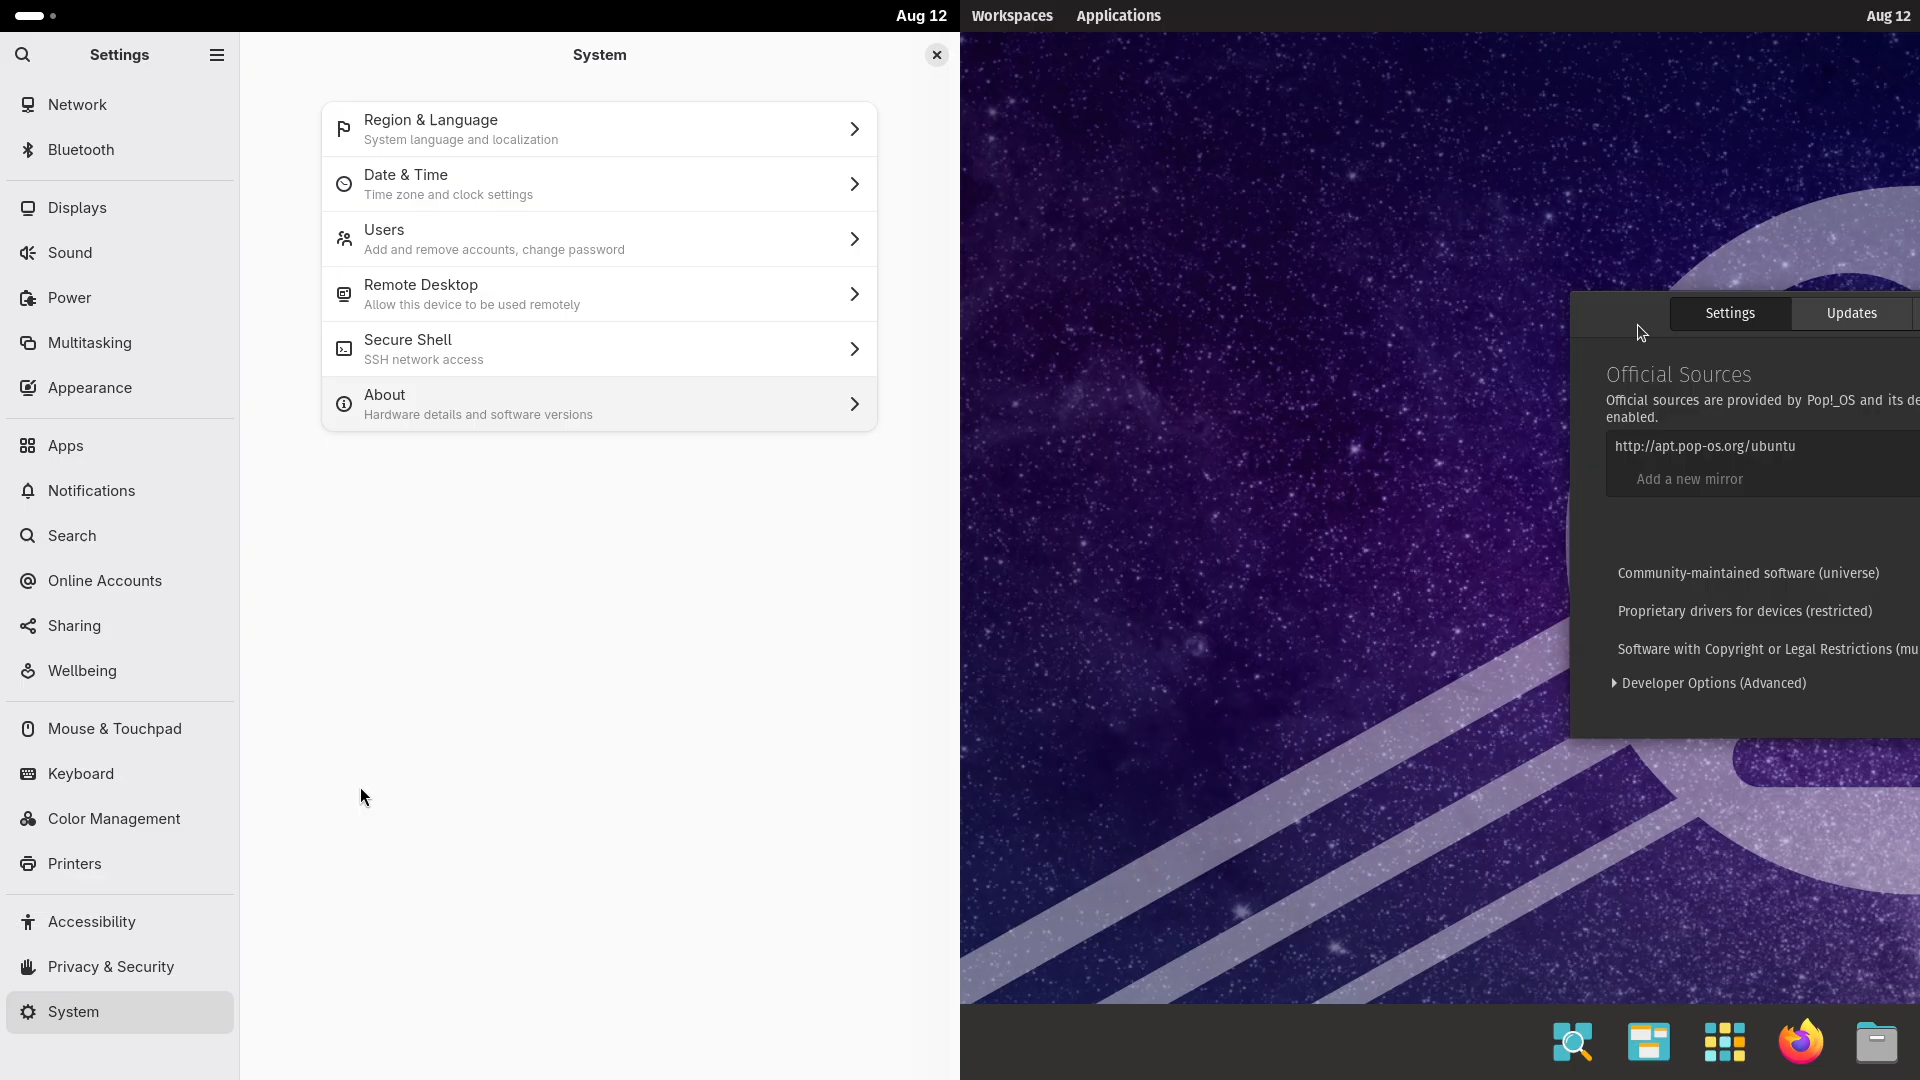 Aug 12
Settings
Network
Bluetooth
Displays
Sound
Power
Multitasking
Appearance
Apps
Notifications
Search
Online Accounts
Sharing
Wellbeing
Mouse & Touchpad
Keyboard
Color Management
Printers
Accessibility
Privacy & Security
System
System
Region & Language
System language and localization
Date & Time
Time zone and clock settings
Users
Add and remove accounts, change password
Remote Desktop
Allow this device to be used remotely
Secure Shell
SSH network access
About
Hardware details and software versions
Workspaces Applications Aug 12
Settings Updates
Official Sources
Official sources are provided by Pop!_OS and its de
enabled.
http://apt.pop-os.org/ubuntu
Add a new mirror
Community-maintained software (universe)
Proprietary drivers for devices (restricted)
Software with Copyright or Legal Restrictions (mu
Developer Options (Advanced)